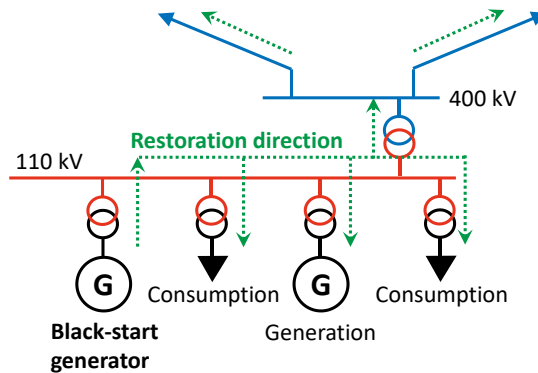 400 kV
Restoration direction
110 kV
G
G
Consumption
Consumption
Black-start
generator
Generation